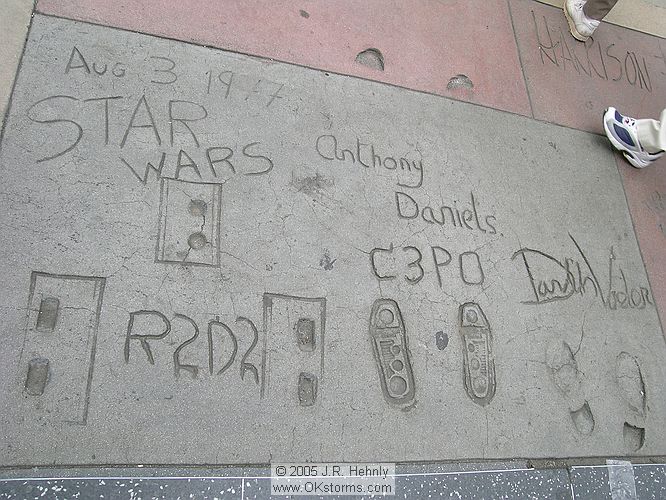 Aug 3 1977
STAR
WARS
Anthony
Daniels.
C3PO
R2D2
Darth Vader
HARRISON
© 2005 J.R. Hehnly
www.OKstorms.com